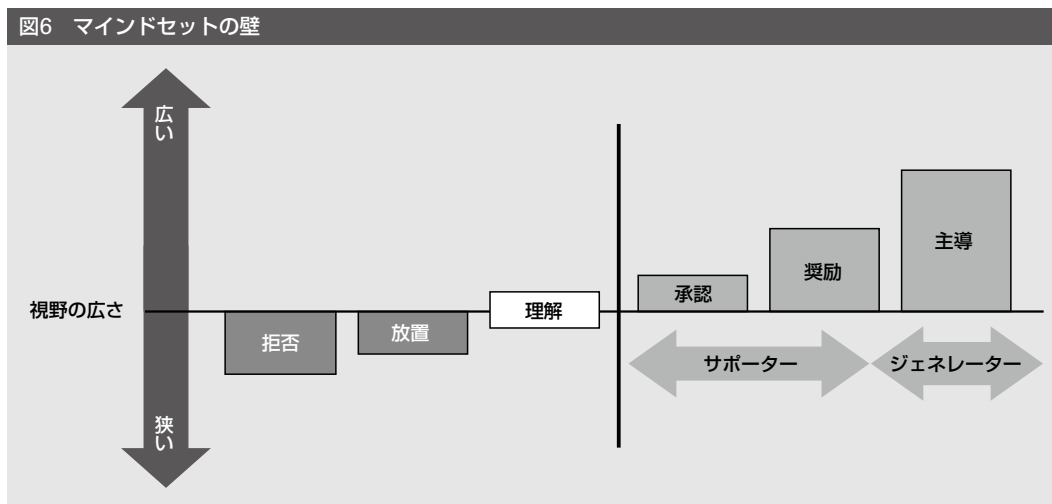 図6 マインドセットの壁
広い
視野の広さ
狭い
拒否
放置
理解
承認
奨励
主導
サポーター
ジェネレーター